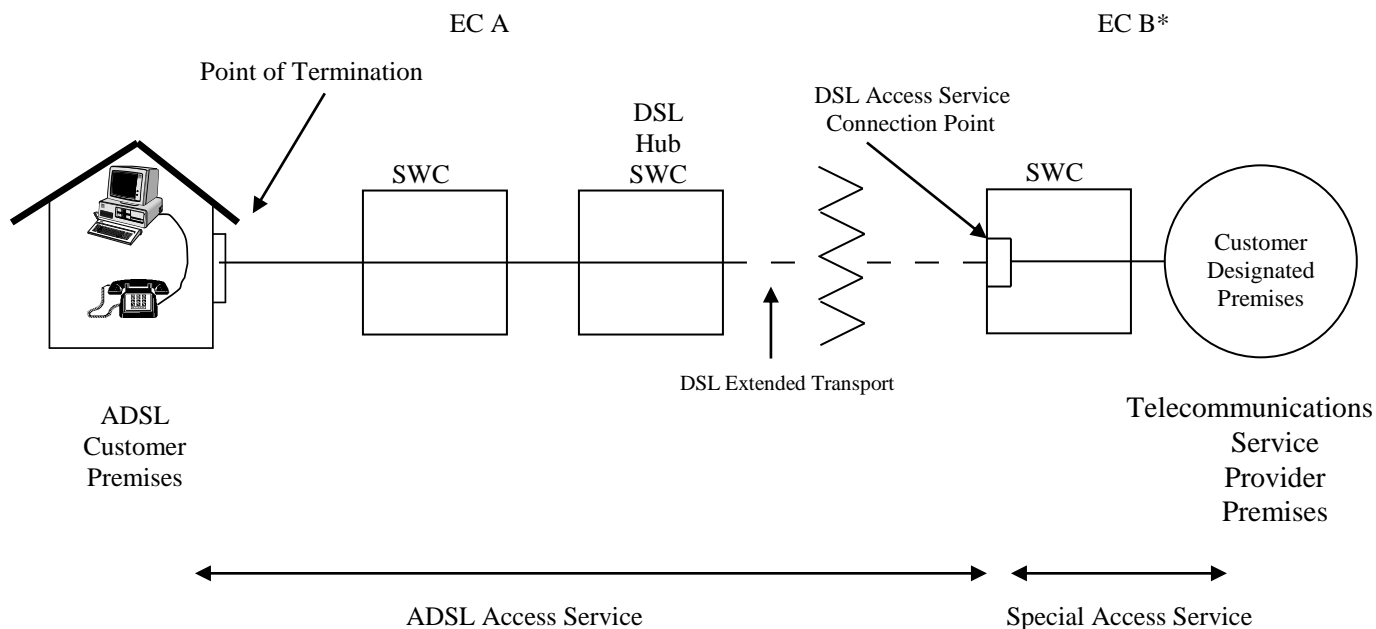 EC A
EC B*
Point of Termination
DSL Access Service
Connection Point
DSL
Hub
SWC
SWC
SWC
Customer
Designated
Premises
DSL Extended Transport
ADSL
Customer
Premises
Telecommunications
Service
Provider
Premises
ADSL Access Service
Special Access Service